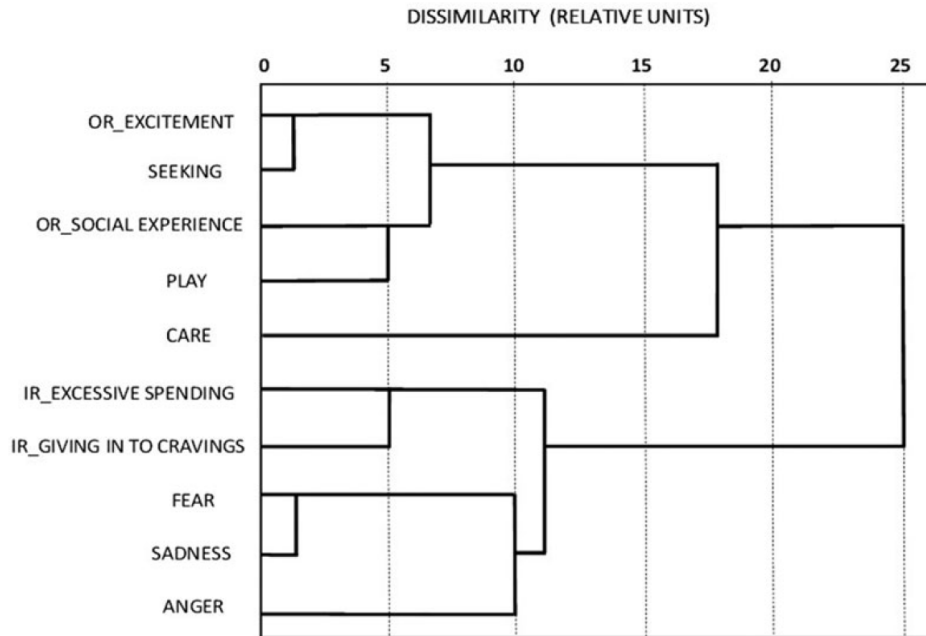 DISSIMILARITY (RELATIVE UNITS)
0 5 10 15 20 25
OR_EXCITEMENT
SEEKING
OR_SOCIAL EXPERIENCE
PLAY
CARE
IR_EXCESSIVE SPENDING
IR_GIVING IN TO CRAVINGS
FEAR
SADNESS
ANGER